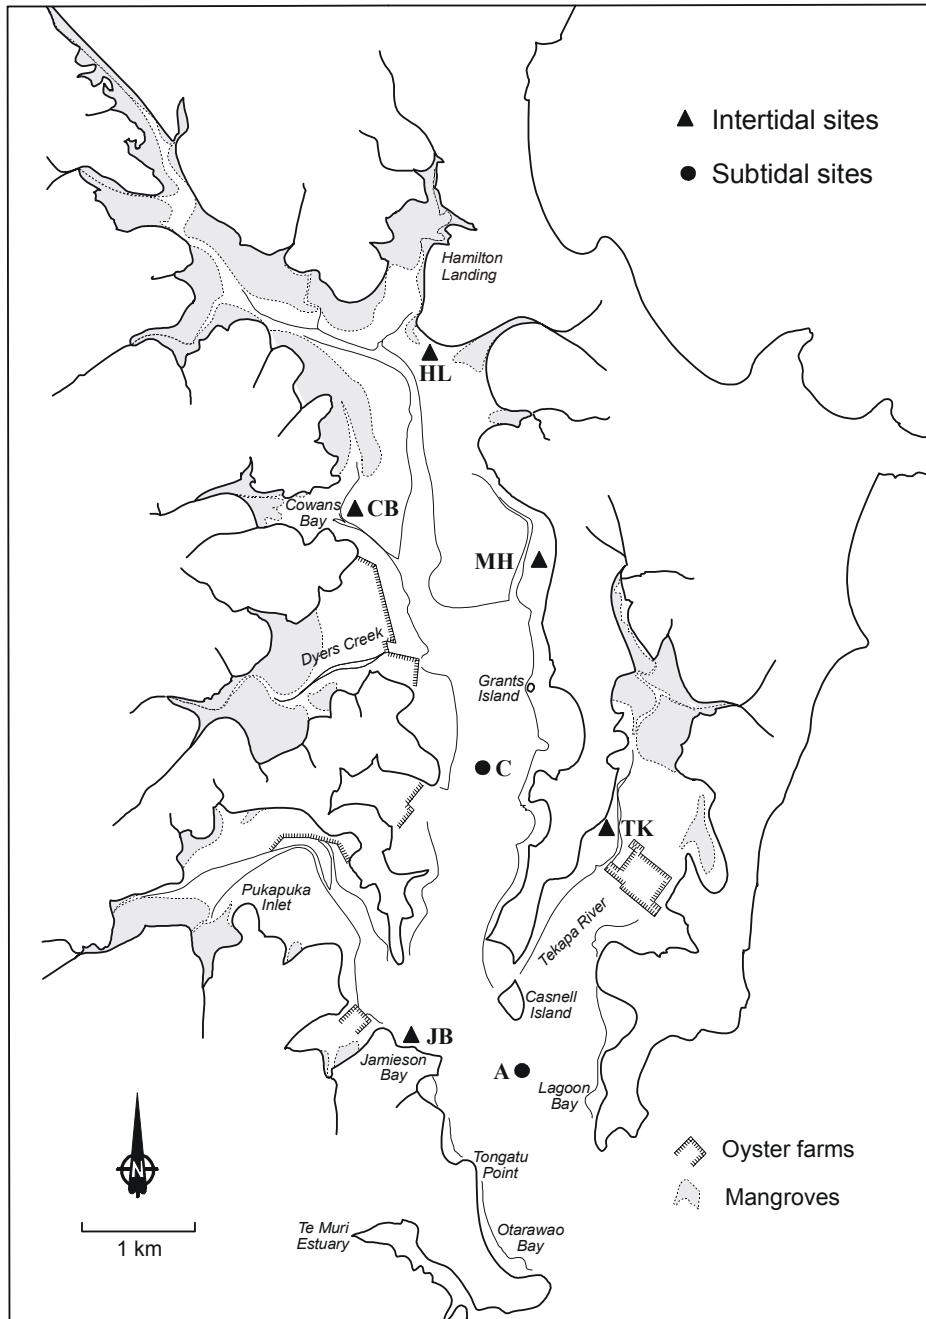 Intertidal sites
Subtidal sites
Hamilton
Landing
HL
Cowans
Bay
CB
MH
Dyers Creek
Grants
Island
C
TK
Pukapuka
Inlet
Tekapa River
Casnell
Island
JB
Jamieson
Bay
A
Lagoon
Bay
N
Oyster farms
Tongatu
Point
Mangroves
Te Muri
Estuary
Otarawao
Bay
1 km